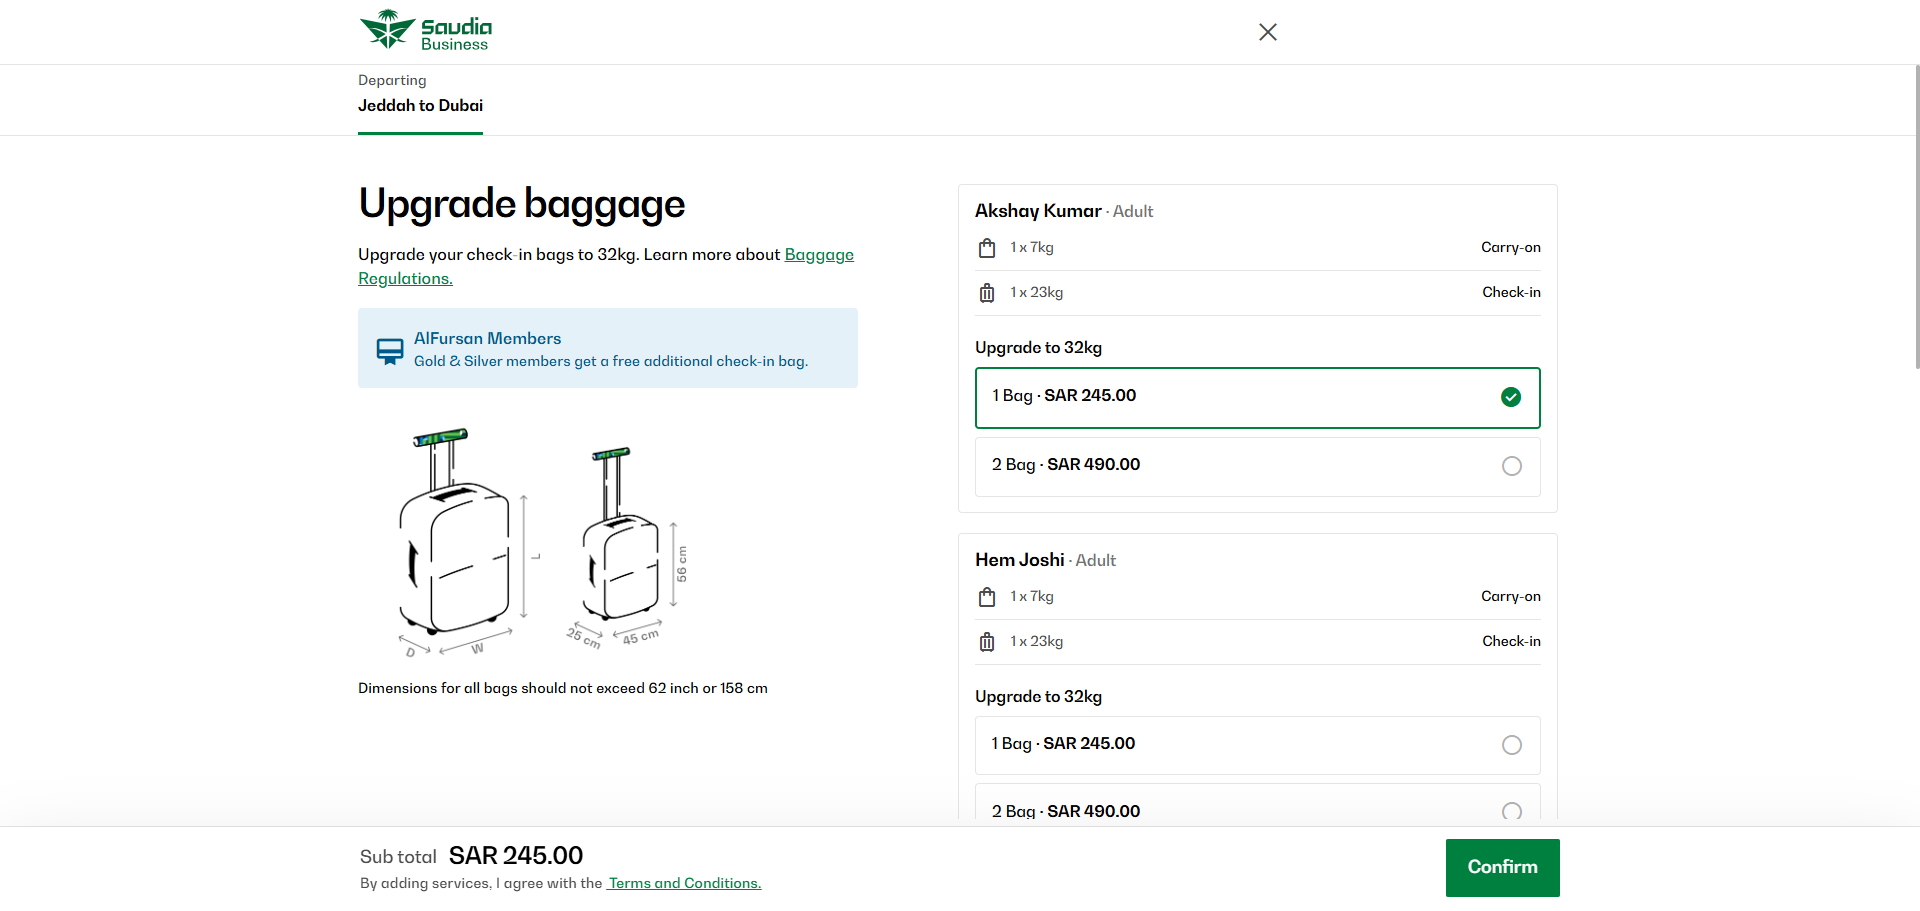 Saudia
Business
Departing
Jeddah to Dubai
Upgrade baggage
Upgrade your check-in bags to 32kg. Learn more about Baggage
Regulations.
AlFursan Members
Gold & Silver members get a free additional check-in bag.
L
D
W
56 cm
25 cm
45 cm
Dimensions for all bags should not exceed 62 inch or 158 cm
Akshay Kumar · Adult
1 x 7kg Carry-on
1 x 23kg Check-in
Upgrade to 32kg
1 Bag · SAR 245.00
2 Bag · SAR 490.00
Hem Joshi · Adult
1 x 7kg Carry-on
1 x 23kg Check-in
Upgrade to 32kg
1 Bag · SAR 245.00
2 Bag · SAR 490.00
Sub total SAR 245.00
By adding services, I agree with the Terms and Conditions.
Confirm